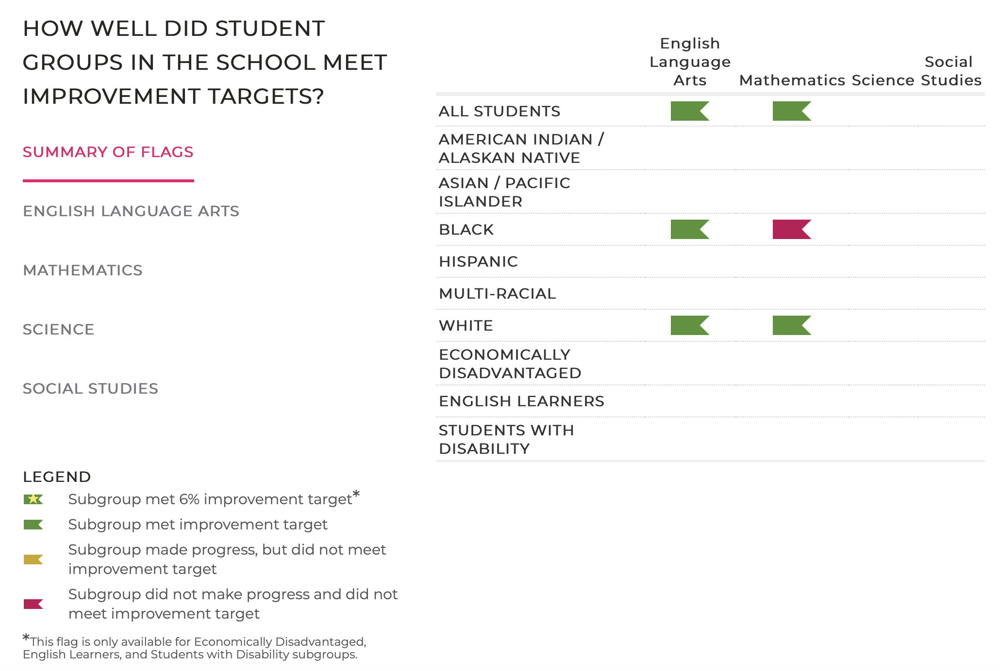 HOW WELL DID STUDENT
GROUPS IN THE SCHOOL MEET
IMPROVEMENT TARGETS?
SUMMARY OF FLAGS
ENGLISH LANGUAGE ARTS
MATHEMATICS
SCIENCE
SOCIAL STUDIES
LEGEND
Subgroup met 6% improvement target*
Subgroup met improvement target
Subgroup made progress, but did not meet
improvement target
Subgroup did not make progress and did not
meet improvement target
*This flag is only available for Economically Disadvantaged,
English Learners, and Students with Disability subgroups.
English
Language
Arts
Mathematics
Science
Social
Studies
ALL STUDENTS
AMERICAN INDIAN /
ALASKAN NATIVE
ASIAN / PACIFIC
ISLANDER
BLACK
HISPANIC
MULTI-RACIAL
WHITE
ECONOMICALLY
DISADVANTAGED
ENGLISH LEARNERS
STUDENTS WITH
DISABILITY